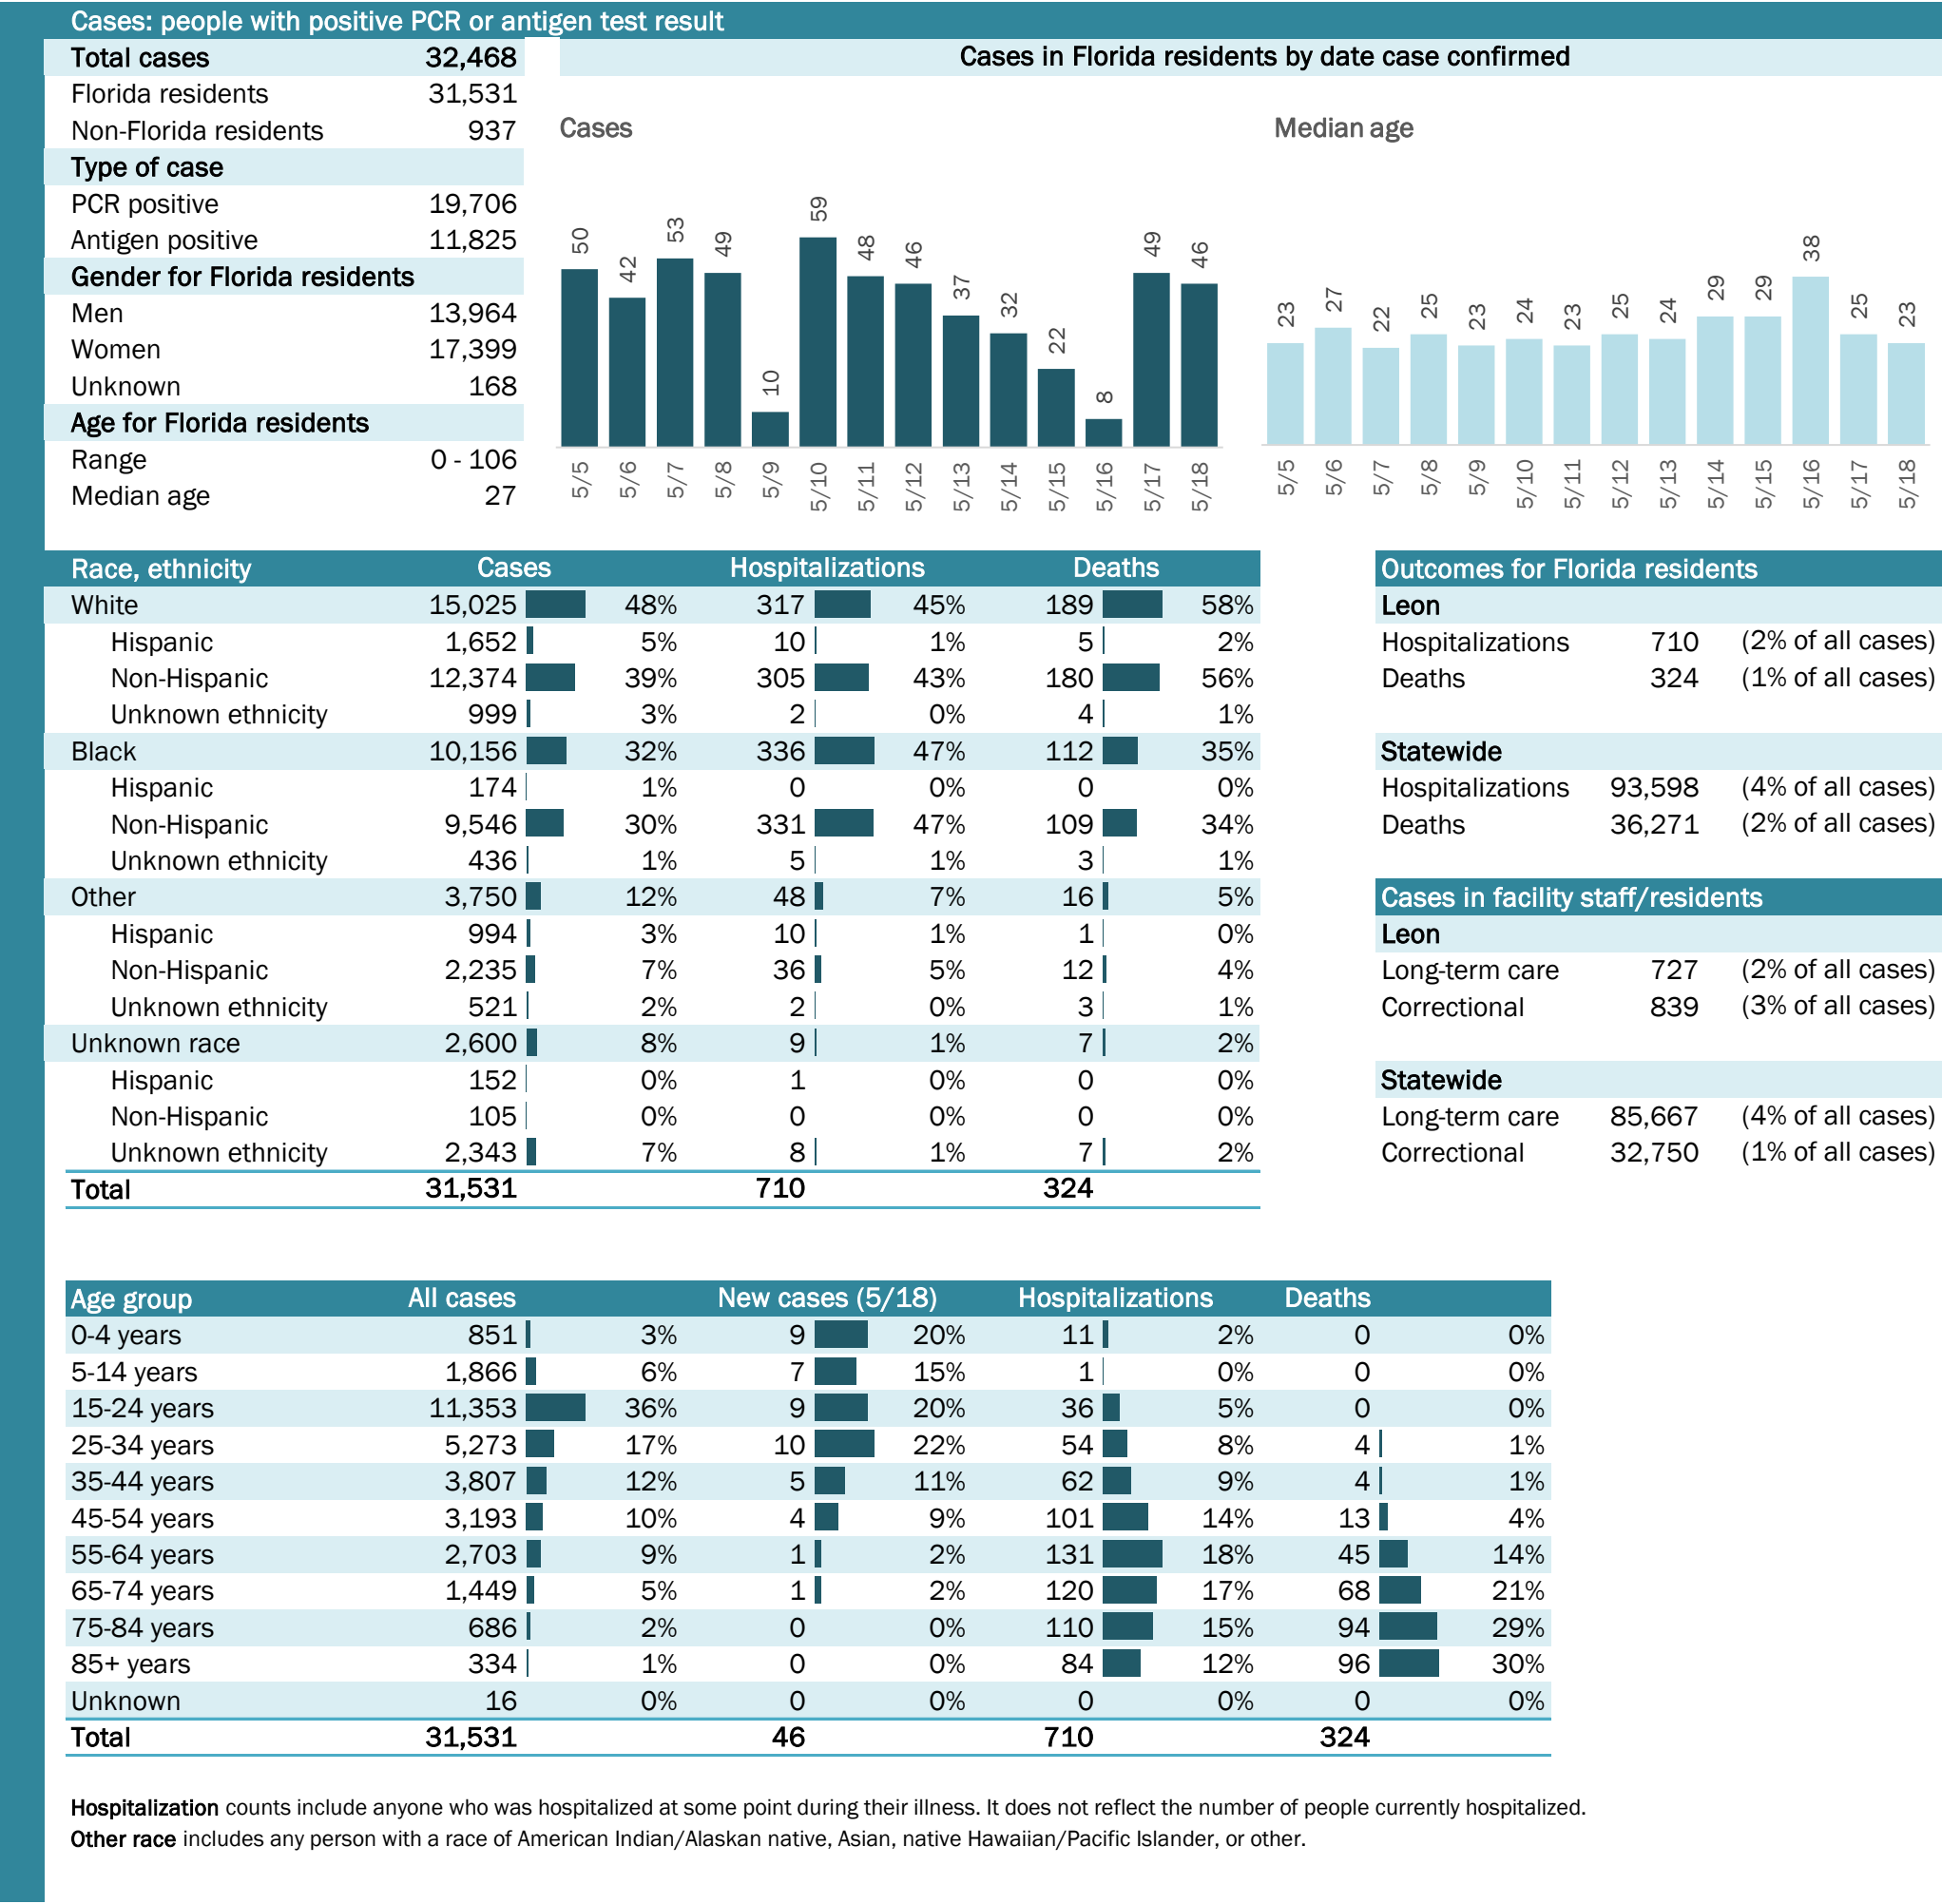 Cases: people with positive PCR or antigen test result
Total cases 32,468
Florida residents 31,531
Non-Florida residents 937
Type of case
PCR positive 19,706
Antigen positive 11,825
Gender for Florida residents
Men 13,964
Women 17,399
Unknown 168
Age for Florida residents
Range 0 - 106
Median age 27
Cases in Florida residents by date case confirmed
Cases
50 42 53 49 10 59 48 46 37 32 22 8 49 46
5/5 5/6 5/7 5/8 5/9 5/10 5/11 5/12 5/13 5/14 5/15 5/16 5/17 5/18
Median age
23 27 22 25 23 24 23 25 24 29 29 38 25 23
5/5 5/6 5/7 5/8 5/9 5/10 5/11 5/12 5/13 5/14 5/15 5/16 5/17 5/18
Race, ethnicity Cases Hospitalizations Deaths
White 15,025 48% 317 45% 189 58%
Hispanic 1,652 5% 10 1% 5 2%
Non-Hispanic 12,374 39% 305 43% 180 56%
Unknown ethnicity 999 3% 2 0% 4 1%
Black 10,156 32% 336 47% 112 35%
Hispanic 174 1% 0 0% 0 0%
Non-Hispanic 9,546 30% 331 47% 109 34%
Unknown ethnicity 436 1% 5 1% 3 1%
Other 3,750 12% 48 7% 16 5%
Hispanic 994 3% 10 1% 1 0%
Non-Hispanic 2,235 7% 36 5% 12 4%
Unknown ethnicity 521 2% 2 0% 3 1%
Unknown race 2,600 8% 9 1% 7 2%
Hispanic 152 0% 1 0% 0 0%
Non-Hispanic 105 0% 0 0% 0 0%
Unknown ethnicity 2,343 7% 8 1% 7 2%
Total 31,531 710 324
Outcomes for Florida residents
Leon
Hospitalizations 710 (2% of all cases)
Deaths 324 (1% of all cases)
Statewide
Hospitalizations 93,598 (4% of all cases)
Deaths 36,271 (2% of all cases)
Cases in facility staff/residents
Leon
Long-term care 727 (2% of all cases)
Correctional 839 (3% of all cases)
Statewide
Long-term care 85,667 (4% of all cases)
Correctional 32,750 (1% of all cases)
Age group All cases New cases (5/18) Hospitalizations Deaths
0-4 years 851 3% 9 20% 11 2% 0 0%
5-14 years 1,866 6% 7 15% 1 0% 0 0%
15-24 years 11,353 36% 9 20% 36 5% 0 0%
25-34 years 5,273 17% 10 22% 54 8% 4 1%
35-44 years 3,807 12% 5 11% 62 9% 4 1%
45-54 years 3,193 10% 4 9% 101 14% 13 4%
55-64 years 2,703 9% 1 2% 131 18% 45 14%
65-74 years 1,449 5% 1 2% 120 17% 68 21%
75-84 years 686 2% 0 0% 110 15% 94 29%
85+ years 334 1% 0 0% 84 12% 96 30%
Unknown 16 0% 0 0% 0 0% 0 0%
Total 31,531 46 710 324
Hospitalization counts include anyone who was hospitalized at some point during their illness. It does not reflect the number of people currently hospitalized.
Other race includes any person with a race of American Indian/Alaskan native, Asian, native Hawaiian/Pacific Islander, or other.